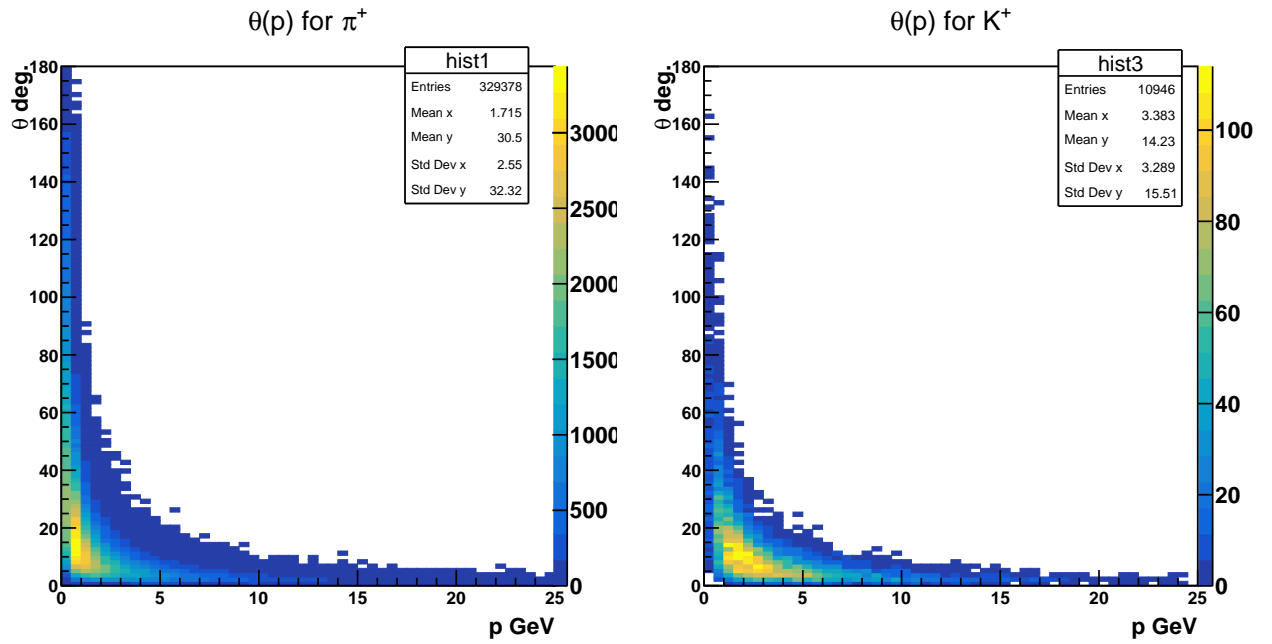 θ(p) for π⁺
hist1
Entries 329378
Mean x 1.715
Mean y 30.5
Std Dev x 2.55
Std Dev y 32.32
θ deg.
180
160
140
120
100
80
60
40
20
0
0 5 10 15 20 25
p GeV
3000
2500
2000
1500
1000
500
0
θ(p) for K⁺
hist3
Entries 10946
Mean x 3.383
Mean y 14.23
Std Dev x 3.289
Std Dev y 15.51
θ deg.
180
160
140
120
100
80
60
40
20
0
0 5 10 15 20 25
p GeV
100
80
60
40
20
0